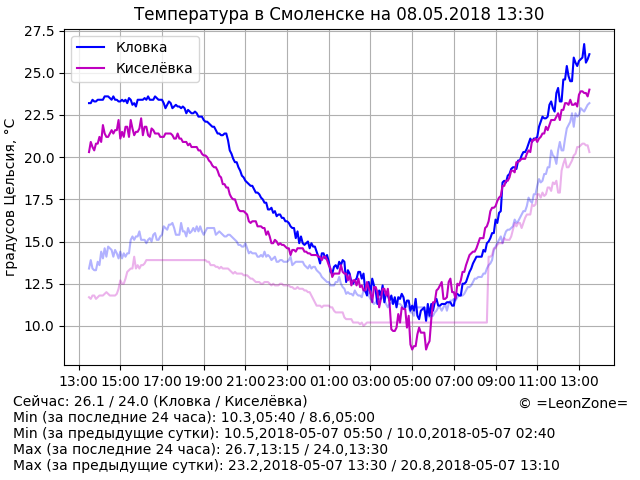 Температура в Смоленске на 08.05.2018 13:30
Кловка
Киселёвка
градусов Цельсия, °C
27.5
25.0
22.5
20.0
17.5
15.0
12.5
10.0
13:00 15:00 17:00 19:00 21:00 23:00 01:00 03:00 05:00 07:00 09:00 11:00 13:00
Сейчас: 26.1 / 24.0 (Кловка / Киселёвка)
© =LeonZone=
Min (за последние 24 часа): 10.3,05:40 / 8.6,05:00
Min (за предыдущие сутки): 10.5,2018-05-07 05:50 / 10.0,2018-05-07 02:40
Max (за последние 24 часа): 26.7,13:15 / 24.0,13:30
Max (за предыдущие сутки): 23.2,2018-05-07 13:30 / 20.8,2018-05-07 13:10